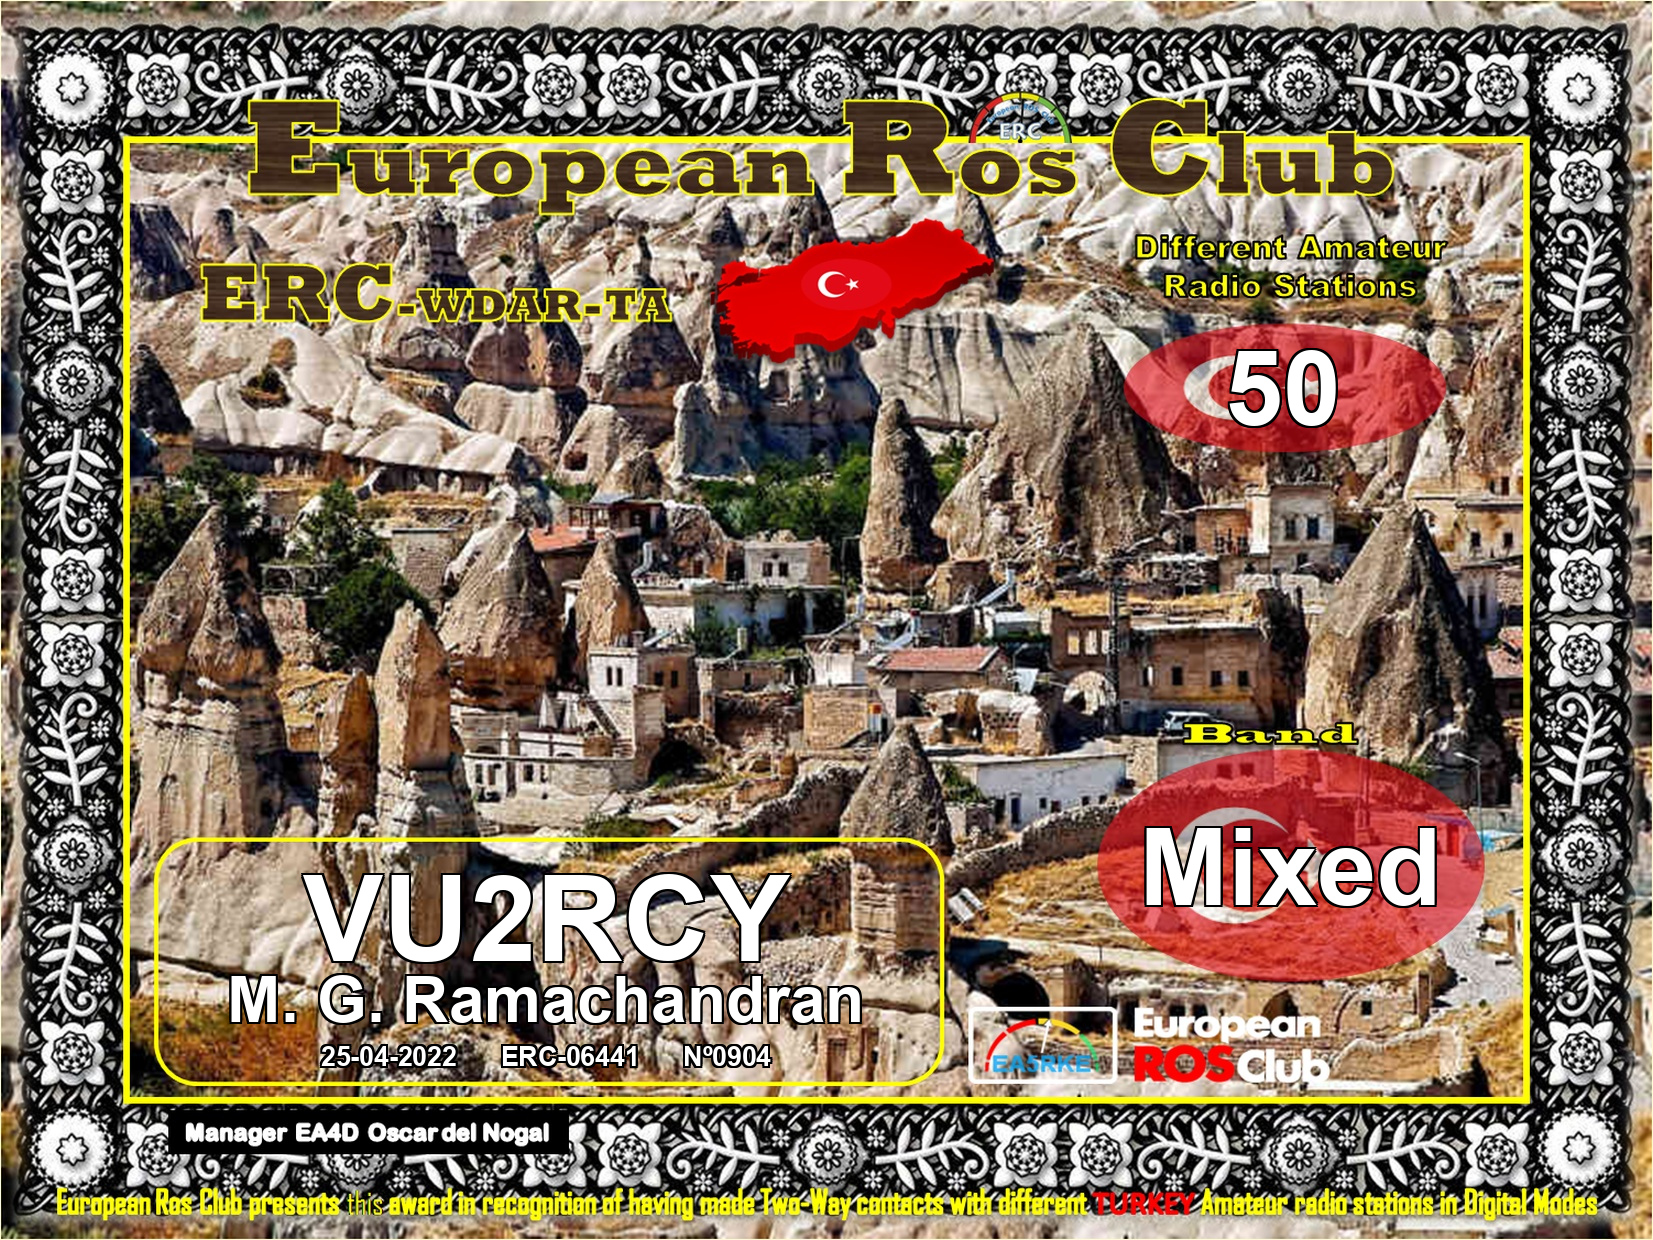 European Ros Club
ERC
ERC-WDAR-TA
Different Amateur
Radio Stations
50
Band
Mixed
VU2RCY
M. G. Ramachandran
25-04-2022 ERC-06441 Nº0904
EA5RKE
European
ROSClub
Manager EA4D Oscar del Nogal
European Ros Club presents this award in recognition of having made Two-Way contacts with different TURKEY Amateur radio stations in Digital Modes